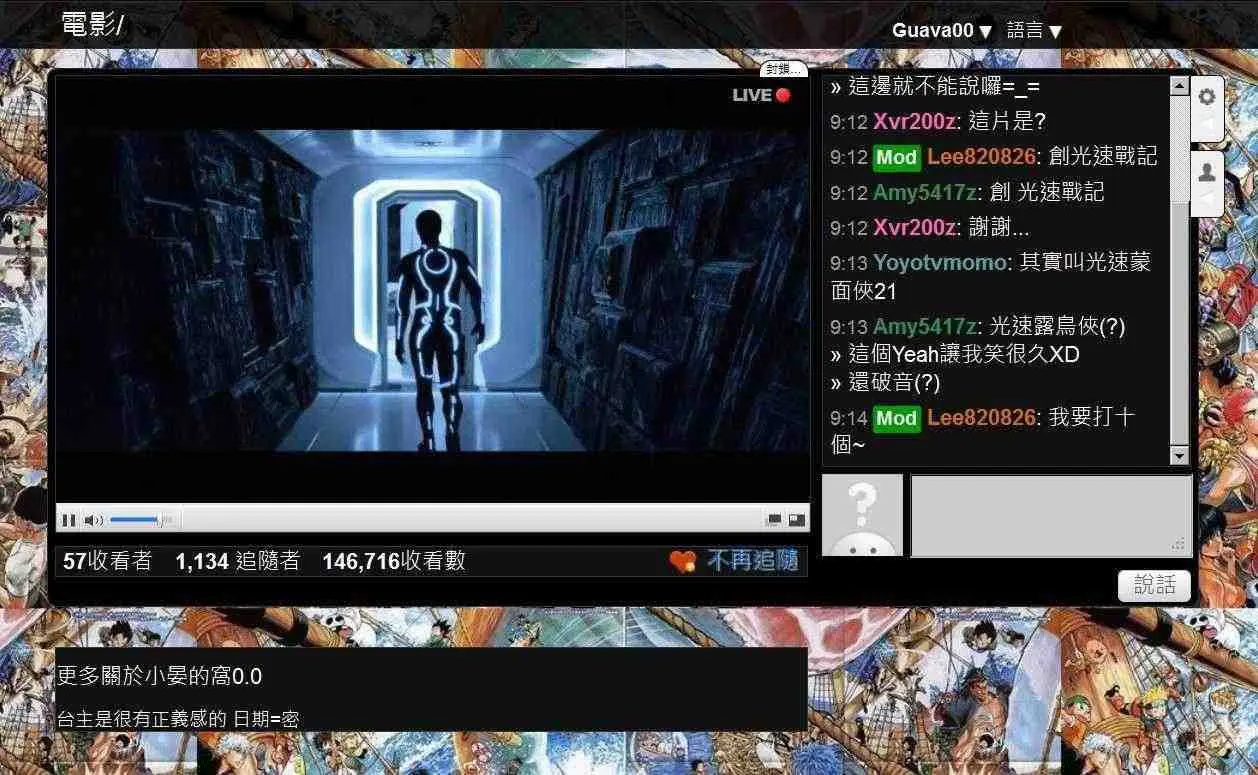 電影/
Guava00 ▼ 語言 ▼
封鎖...
LIVE
» 這邊就不能說囉=_=
9:12 Xvr200z: 這片是?
9:12 Mod Lee820826: 創光速戰記
9:12 Amy5417z: 創 光速戰記
9:12 Xvr200z: 謝謝...
9:13 Yoyotvmomo: 其實叫光速蒙
面俠21
9:13 Amy5417z: 光速露鳥俠(?)
» 這個Yeah讓我笑很久XD
» 還破音(?)
9:14 Mod Lee820826: 我要打十
個~
57收看者 1,134 追隨者 146,716收看數
不再追隨
說話
更多關於小晏的窩0.0
台主是很有正義感的 日期=密